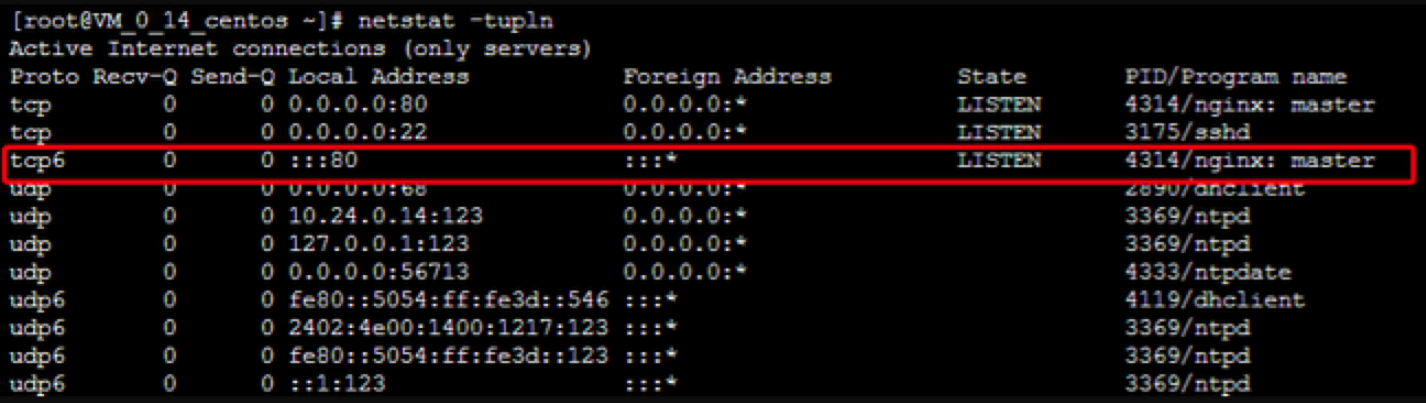 [root@VM_0_14_centos ~]# netstat -tupln
Active Internet connections (only servers)
Proto Recv-Q Send-Q Local Address Foreign Address State PID/Program name
tcp 0 0 0.0.0.0:80 0.0.0.0:* LISTEN 4314/nginx: master
tcp 0 0 0.0.0.0:22 0.0.0.0:* LISTEN 3175/sshd
tcp6 0 0 :::80 :::* LISTEN 4314/nginx: master
udp 0 0 0.0.0.0:68 0.0.0.0:* 2890/dhclient
udp 0 0 10.24.0.14:123 0.0.0.0:* 3369/ntpd
udp 0 0 127.0.0.1:123 0.0.0.0:* 3369/ntpd
udp 0 0 0.0.0.0:56713 0.0.0.0:* 4333/ntpdate
udp6 0 0 fe80::5054:ff:fe3d::546 :::* 4119/dhclient
udp6 0 0 2402:4e00:1400:1217:123 :::* 3369/ntpd
udp6 0 0 fe80::5054:ff:fe3d::123 :::* 3369/ntpd
udp6 0 0 ::1:123 :::* 3369/ntpd